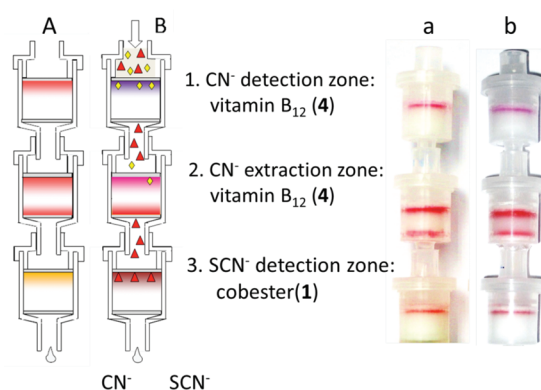 A
B
1. CN⁻ detection zone:
vitamin B₁₂ (4)
2. CN⁻ extraction zone:
vitamin B₁₂ (4)
3. SCN⁻ detection zone:
cobester(1)
CN⁻ SCN⁻
a
b